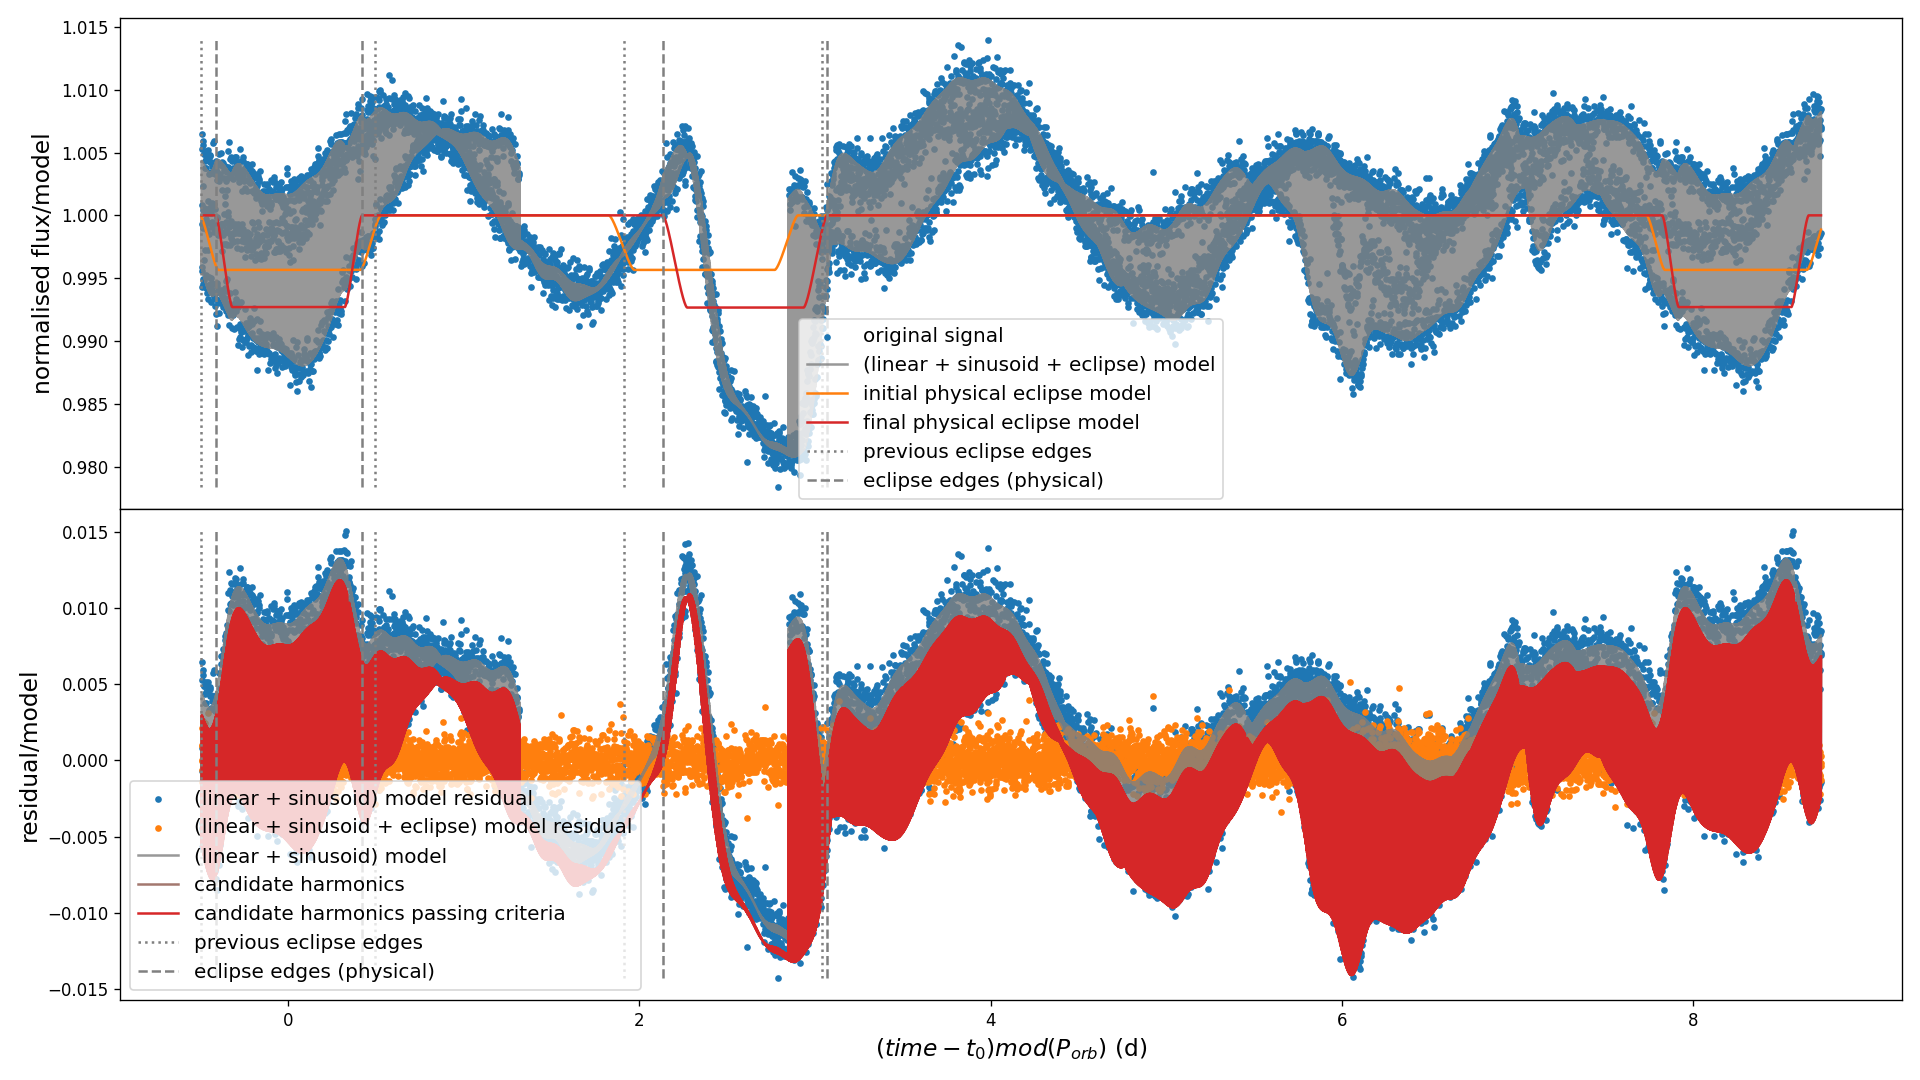 normalised flux/model
1.015
1.010
1.005
1.000
0.995
0.990
0.985
0.980
original signal
(linear + sinusoid + eclipse) model
initial physical eclipse model
final physical eclipse model
previous eclipse edges
eclipse edges (physical)
residual/model
0.015
0.010
0.005
0.000
−0.005
−0.010
−0.015
(linear + sinusoid) model residual
(linear + sinusoid + eclipse) model residual
(linear + sinusoid) model
candidate harmonics
candidate harmonics passing criteria
previous eclipse edges
eclipse edges (physical)
0 2 4 6 8
(time − t₀)mod(P_orb) (d)